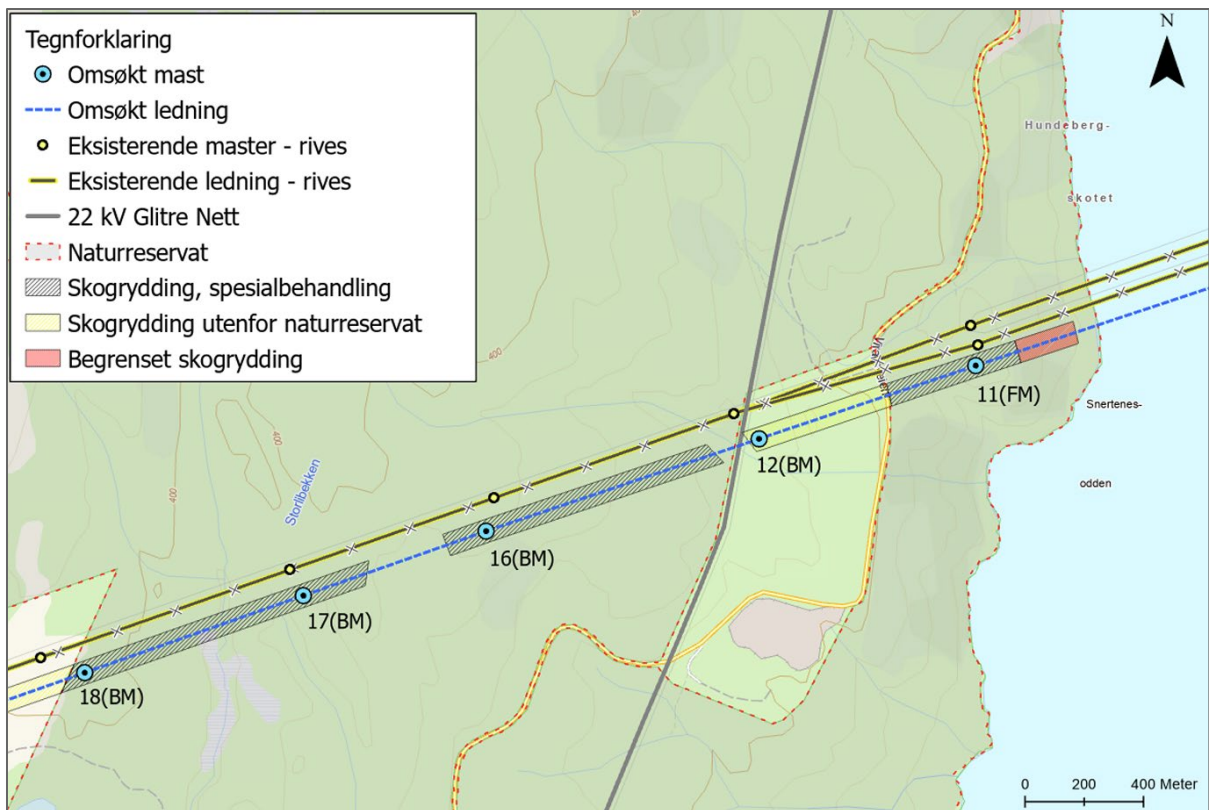 Tegnforklaring
Omsøkt mast
Omsøkt ledning
Eksisterende master - rives
Eksisterende ledning - rives
22 kV Glitre Nett
Naturreservat
Skogrydding, spesialbehandling
Skogrydding utenfor naturreservat
Begrenset skogrydding
N
Hundeberg-
skotet
400
400
400
11(FM)
Snertenes-
odden
12(BM)
Storlibekken
16(BM)
17(BM)
18(BM)
0 200 400 Meter